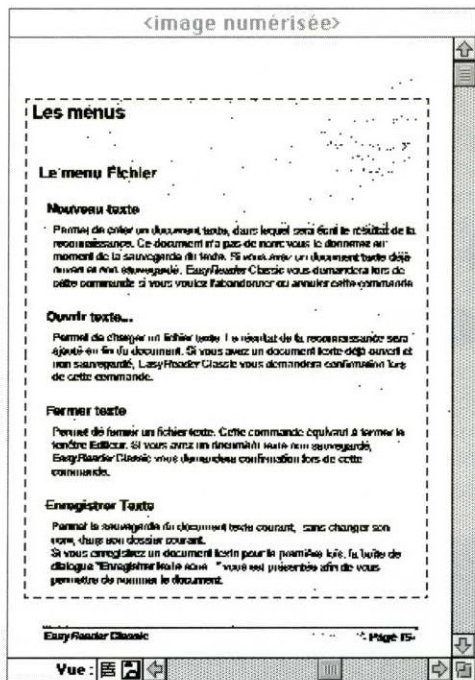 <image numérisée>
Les menus
Le menu Fichier
Nouveau texte
Permet de créer un document texte, dans lequel sera écrit le résultat de la
reconnaissance. Ce document n'a pas de nom: vous le donnerez au
moment de la sauvegarde du texte. Si vous avez un document texte déjà
ouvert et non sauvegardé, EasyReader Classic vous demandera lors de
cette commande si vous voulez l'abandonner ou annuler cette commande
Ouvrir texte...
Permet de charger un fichier texte. Le résultat de la reconnaissance sera
ajouté en fin du document. Si vous avez un document texte déjà ouvert et
non sauvegardé, EasyReader Classic vous demandera confirmation lors
de cette commande.
Fermer texte
Permet de fermer un fichier texte. Cette commande équivaut à fermer la
fenêtre Editeur. Si vous avez un document texte non sauvegardé,
EasyReader Classic vous demandera confirmation lors de cette
commande.
Enregistrer Texte
Permet la sauvegarde du document texte courant, sans changer son
nom, dans son dossier courant.
Si vous enregistrez un document texte pour la première fois, la boîte de
dialogue "Enregistrer texte sous..." vous est présentée afin de vous
permettre de nommer le document.
EasyReader Classic Page 15-
Vue :